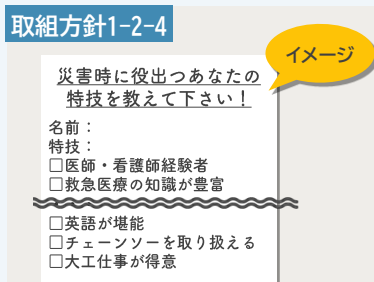 取組方針1-2-4
イメージ
災害時に役出つあなたの
特技を教えて下さい！
名前：
特技：
□医師・看護師経験者
□救急医療の知識が豊富
□英語が堪能
□チェーンソーを取り扱える
□大工仕事が得意